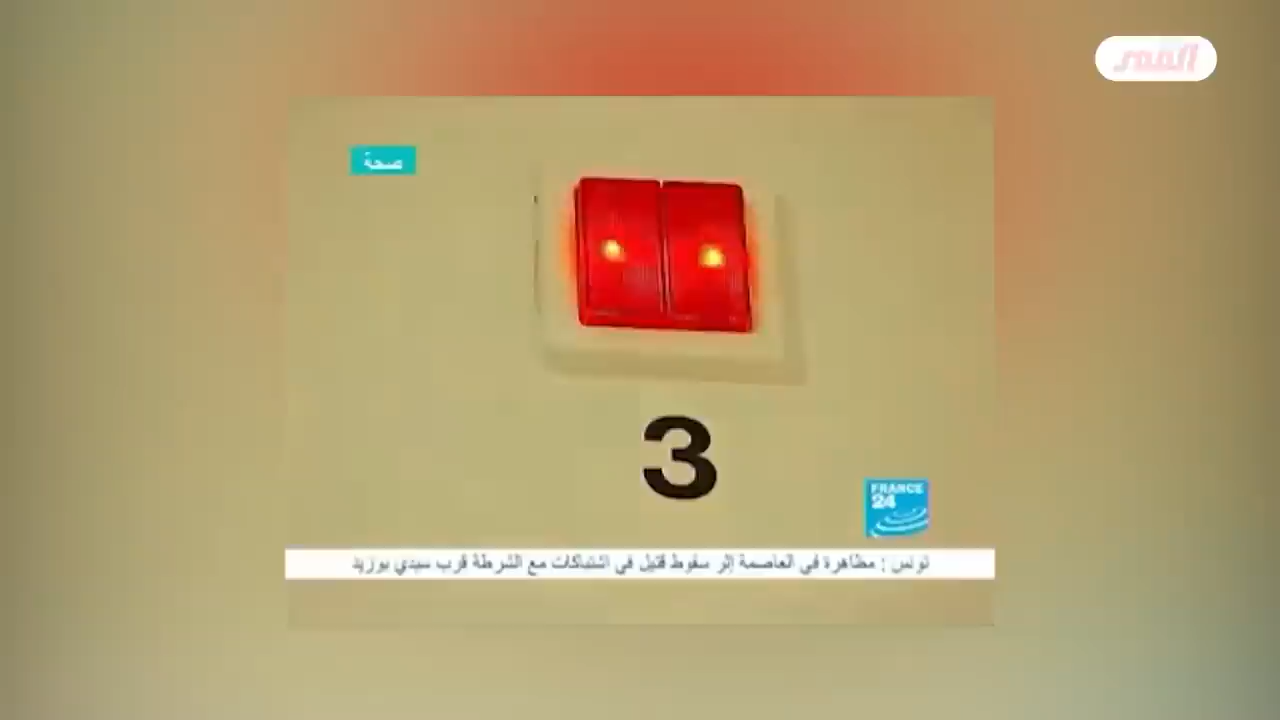 صحة
3
FRANCE
24
تونس : مظاهرة في العاصمة إثر سقوط قتيل في اشتباكات مع الشرطة قرب سيدي بوزيد